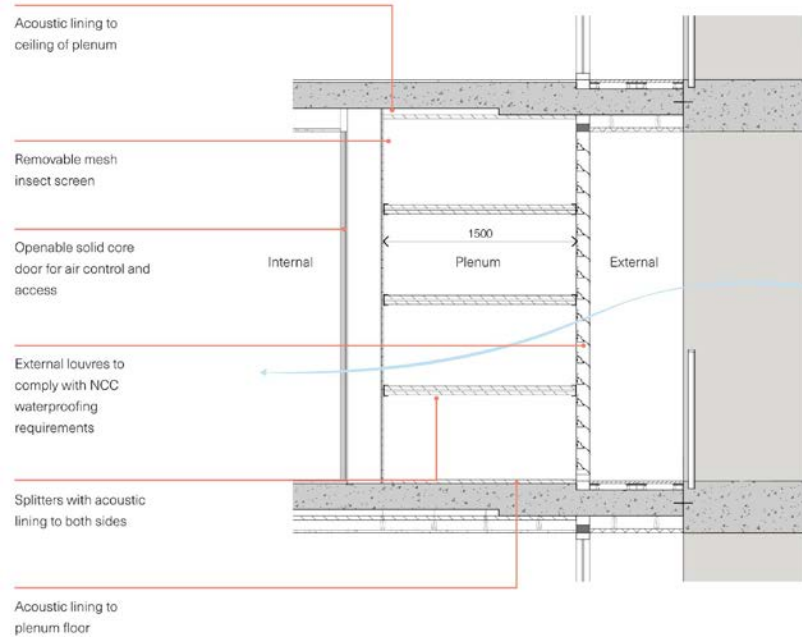 Acoustic lining to
ceiling of plenum
Removable mesh
insect screen
Openable solid core
door for air control and
access
Internal
1500
Plenum
External
External louvres to
comply with NCC
waterproofing
requirements
Splitters with acoustic
lining to both sides
Acoustic lining to
plenum floor